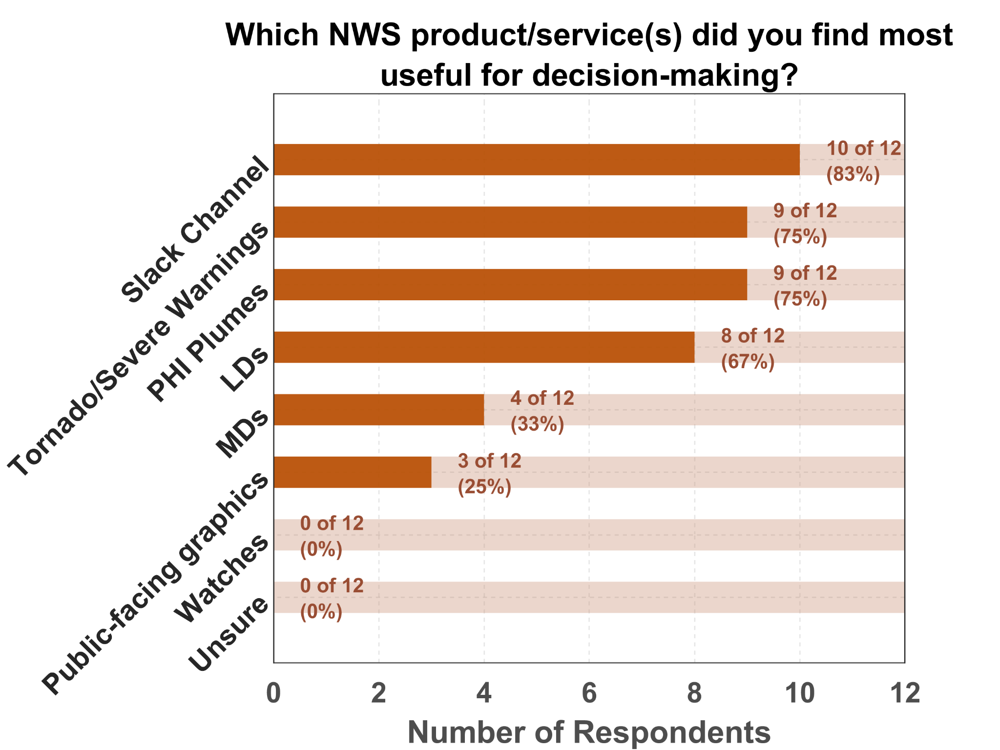 Which NWS product/service(s) did you find most
useful for decision-making?
Slack Channel
10 of 12
(83%)
Tornado/Severe Warnings
9 of 12
(75%)
PHI Plumes
9 of 12
(75%)
LDs
8 of 12
(67%)
MDs
4 of 12
(33%)
Public-facing graphics
3 of 12
(25%)
Watches
0 of 12
(0%)
Unsure
0 of 12
(0%)
0 2 4 6 8 10 12
Number of Respondents